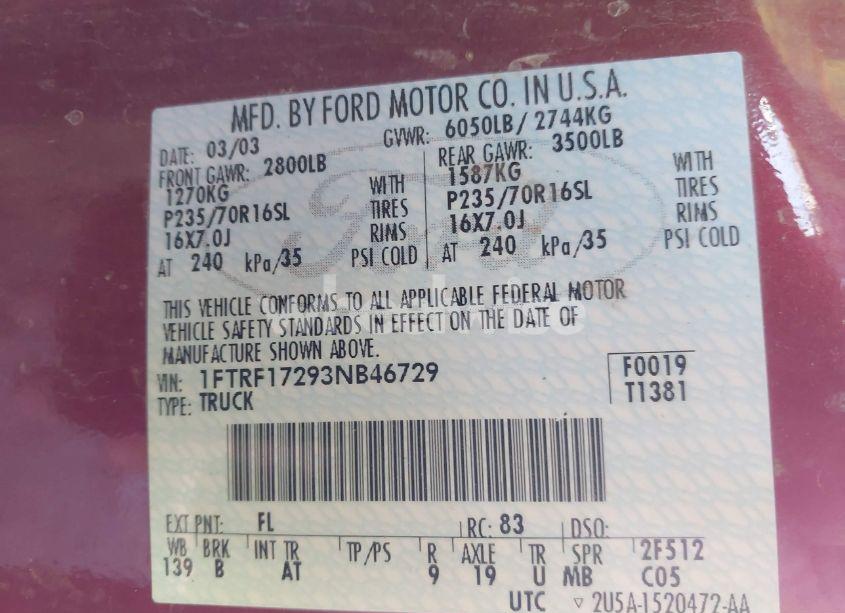 MFD. BY FORD MOTOR CO. IN U.S.A.
DATE: 03/03 GVWR: 6050LB/ 2744KG
FRONT GAWR: 2800LB REAR GAWR: 3500LB
1270KG WITH 1587KG WITH
P235/70R16SL TIRES P235/70R16SL TIRES
16X7.0J RIMS 16X7.0J RIMS
AT 240 kPa/35 PSI COLD AT 240 kPa/35 PSI COLD
THIS VEHICLE CONFORMS TO ALL APPLICABLE FEDERAL MOTOR
VEHICLE SAFETY STANDARDS IN EFFECT ON THE DATE OF
MANUFACTURE SHOWN ABOVE.
VIN: 1FTRF17293NB46729 F0019
TYPE: TRUCK T1381
EXT PNT: FL RC: 83 DSO:
WB BRK INT TR TP/PS R AXLE TR SPR 2F512
139 B AT 9 19 U MB C05
UTC ▽ 2U5A-1520472-AA